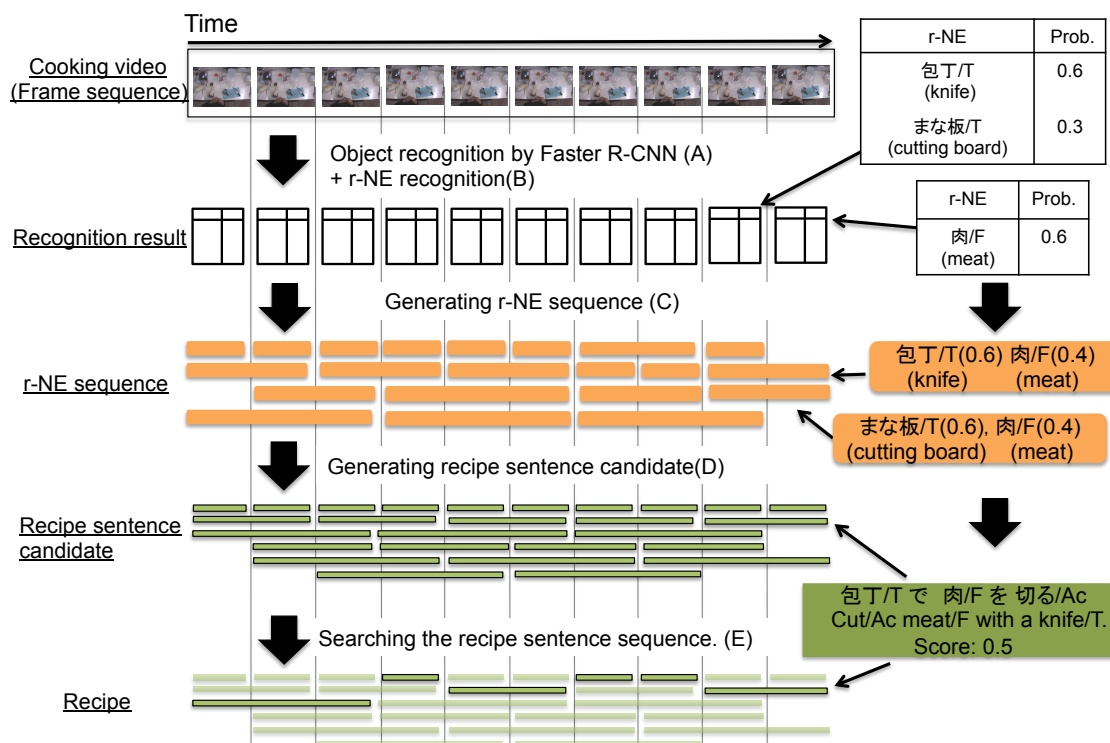 Time
Cooking video
(Frame sequence)
r-NE Prob.
包丁/T 0.6
(knife)
まな板/T 0.3
(cutting board)
Object recognition by Faster R-CNN (A)
+ r-NE recognition(B)
Recognition result
r-NE Prob.
肉/F 0.6
(meat)
Generating r-NE sequence (C)
r-NE sequence
包丁/T(0.6) 肉/F(0.4)
(knife) (meat)
まな板/T(0.6), 肉/F(0.4)
(cutting board) (meat)
Generating recipe sentence candidate(D)
Recipe sentence
candidate
包丁/T で 肉/F を 切る/Ac
Cut/Ac meat/F with a knife/T.
Score: 0.5
Searching the recipe sentence sequence. (E)
Recipe